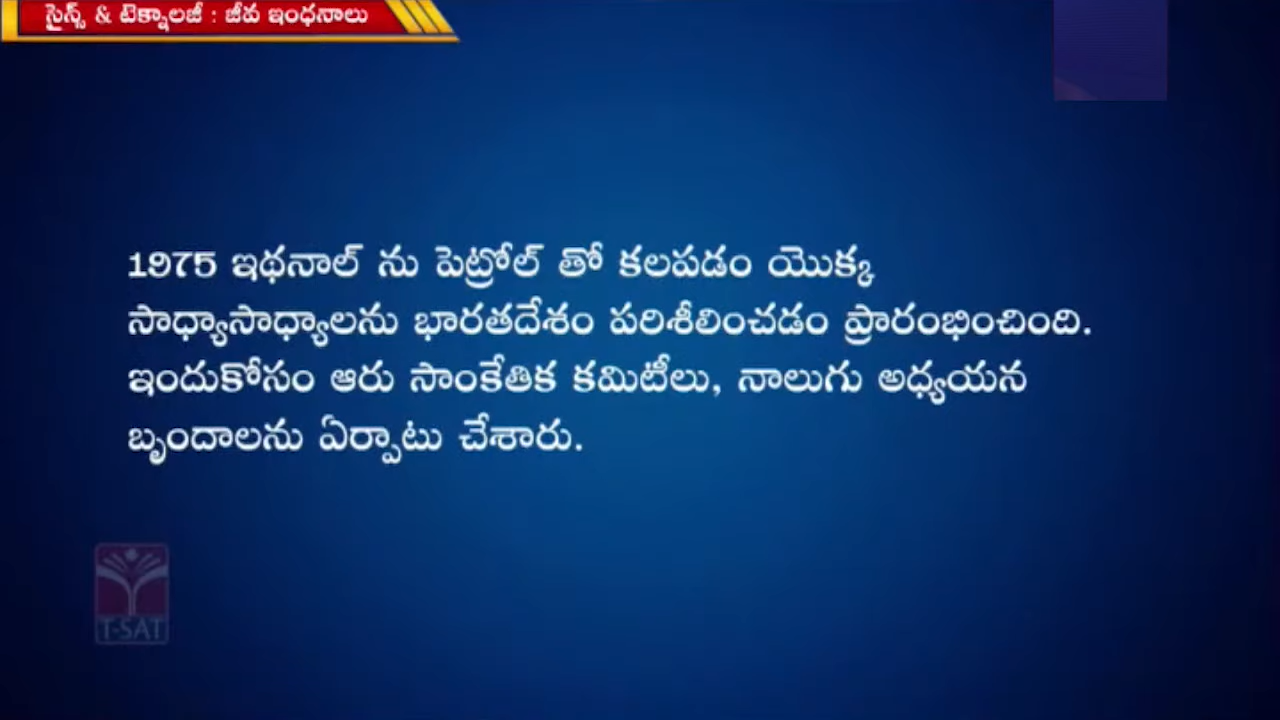 సైన్స్ & టెక్నాలజీ : జీవ ఇంధనాలు
1975 ఇథనాల్ ను పెట్రోల్ తో కలపడం యొక్క
సాధ్యాసాధ్యాలను భారతదేశం పరిశీలించడం ప్రారంభించింది.
ఇందుకోసం ఆరు సాంకేతిక కమిటీలు, నాలుగు అధ్యయన
బృందాలను ఏర్పాటు చేశారు.
T-SAT